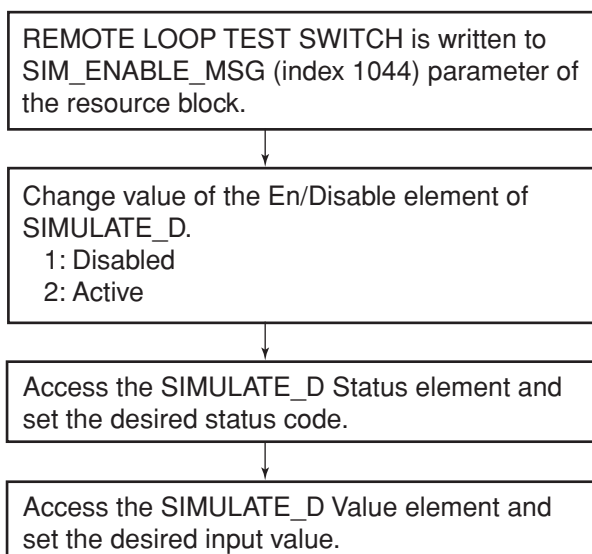 REMOTE LOOP TEST SWITCH is written to
SIM_ENABLE_MSG (index 1044) parameter of
the resource block.
Change value of the En/Disable element of
SIMULATE_D.
1: Disabled
2: Active
Access the SIMULATE_D Status element and
set the desired status code.
Access the SIMULATE_D Value element and
set the desired input value.